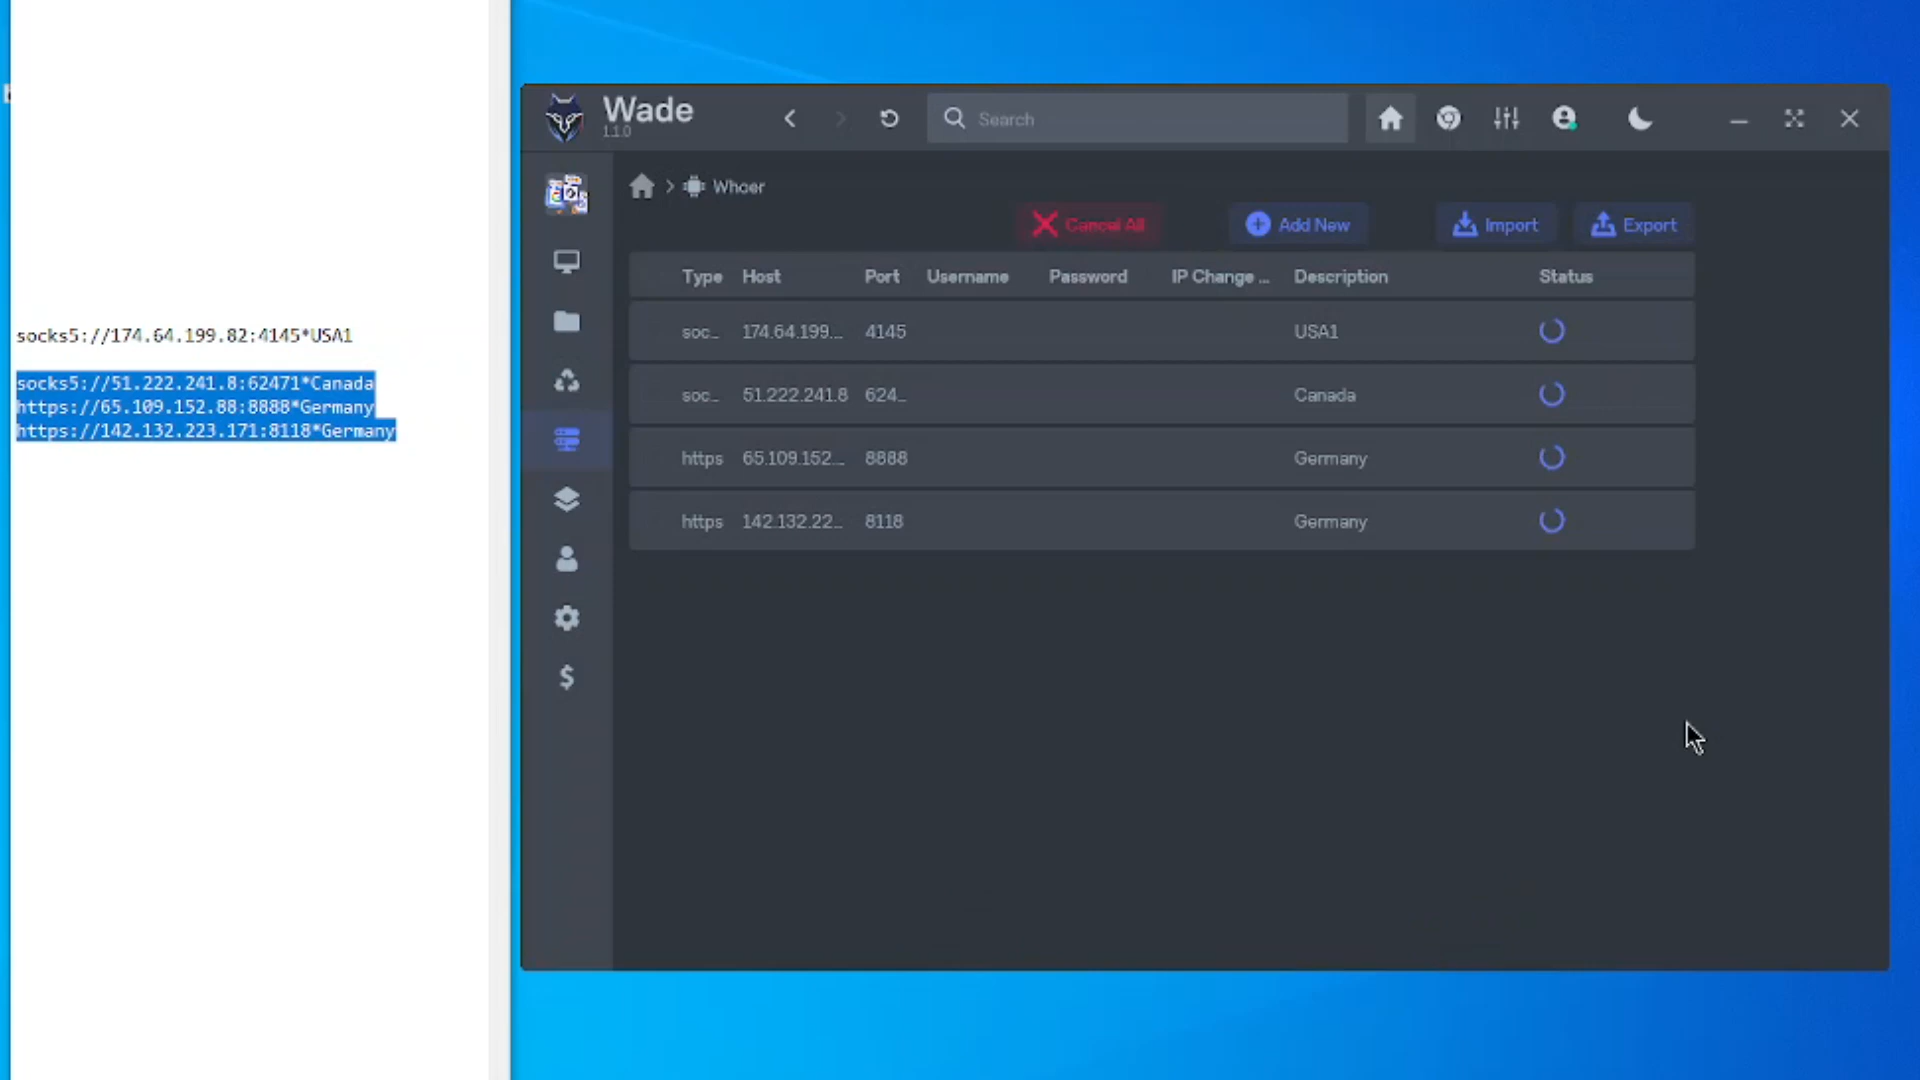 socks5://174.64.199.82:4145*USA1
socks5://51.222.241.8:62471*Canada
https://65.109.152.88:8888*Germany
https://142.132.223.171:8118*Germany
Wade
1.1.0
Search
Whoer
Cancel All
Add New
Import
Export
Type Host Port Username Password IP Change ... Description Status
soc... 174.64.199... 4145 USA1
soc... 51.222.241.8 624... Canada
https 65.109.152... 8888 Germany
https 142.132.22... 8118 Germany